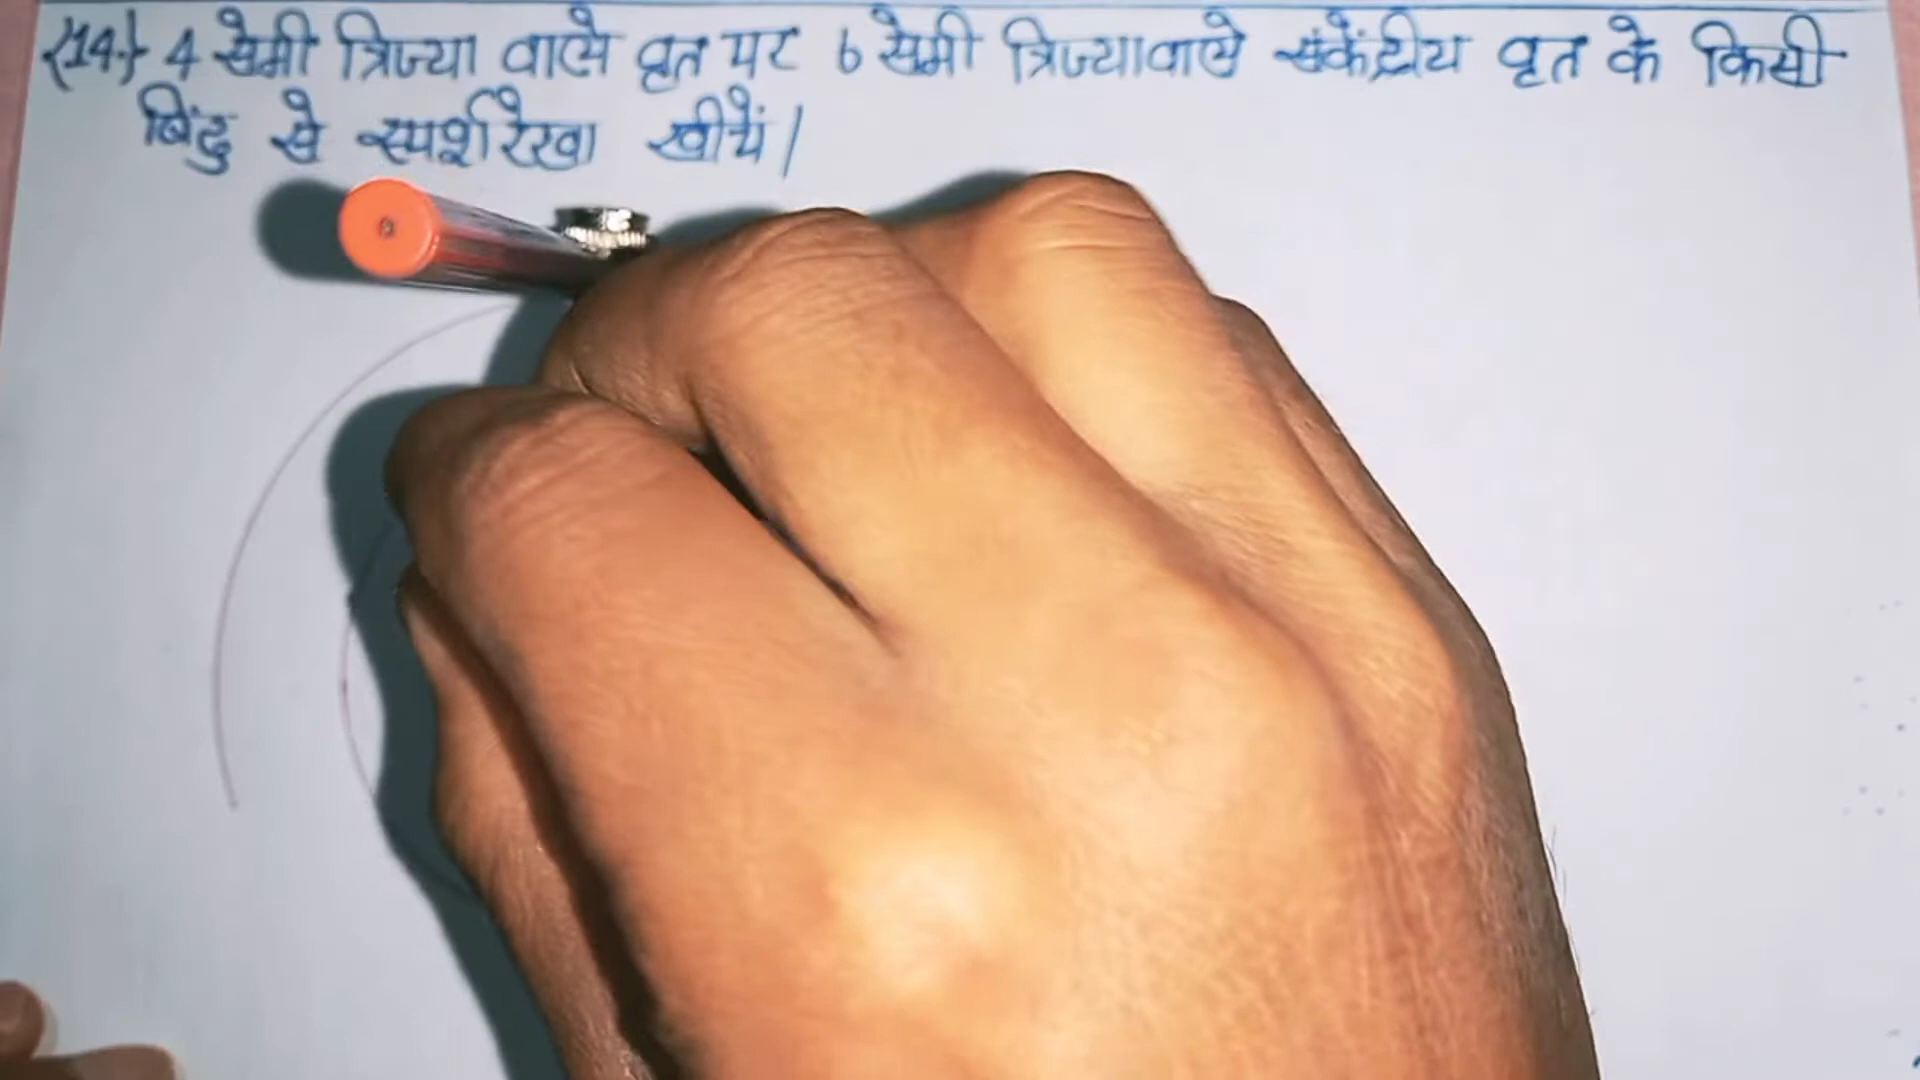 (14.) 4 सेमी त्रिज्या वाले वृत पर 6 सेमी त्रिज्यावाले संकेंद्रीय वृत के किसी
बिंदु से स्पर्शरेखा खीचें।